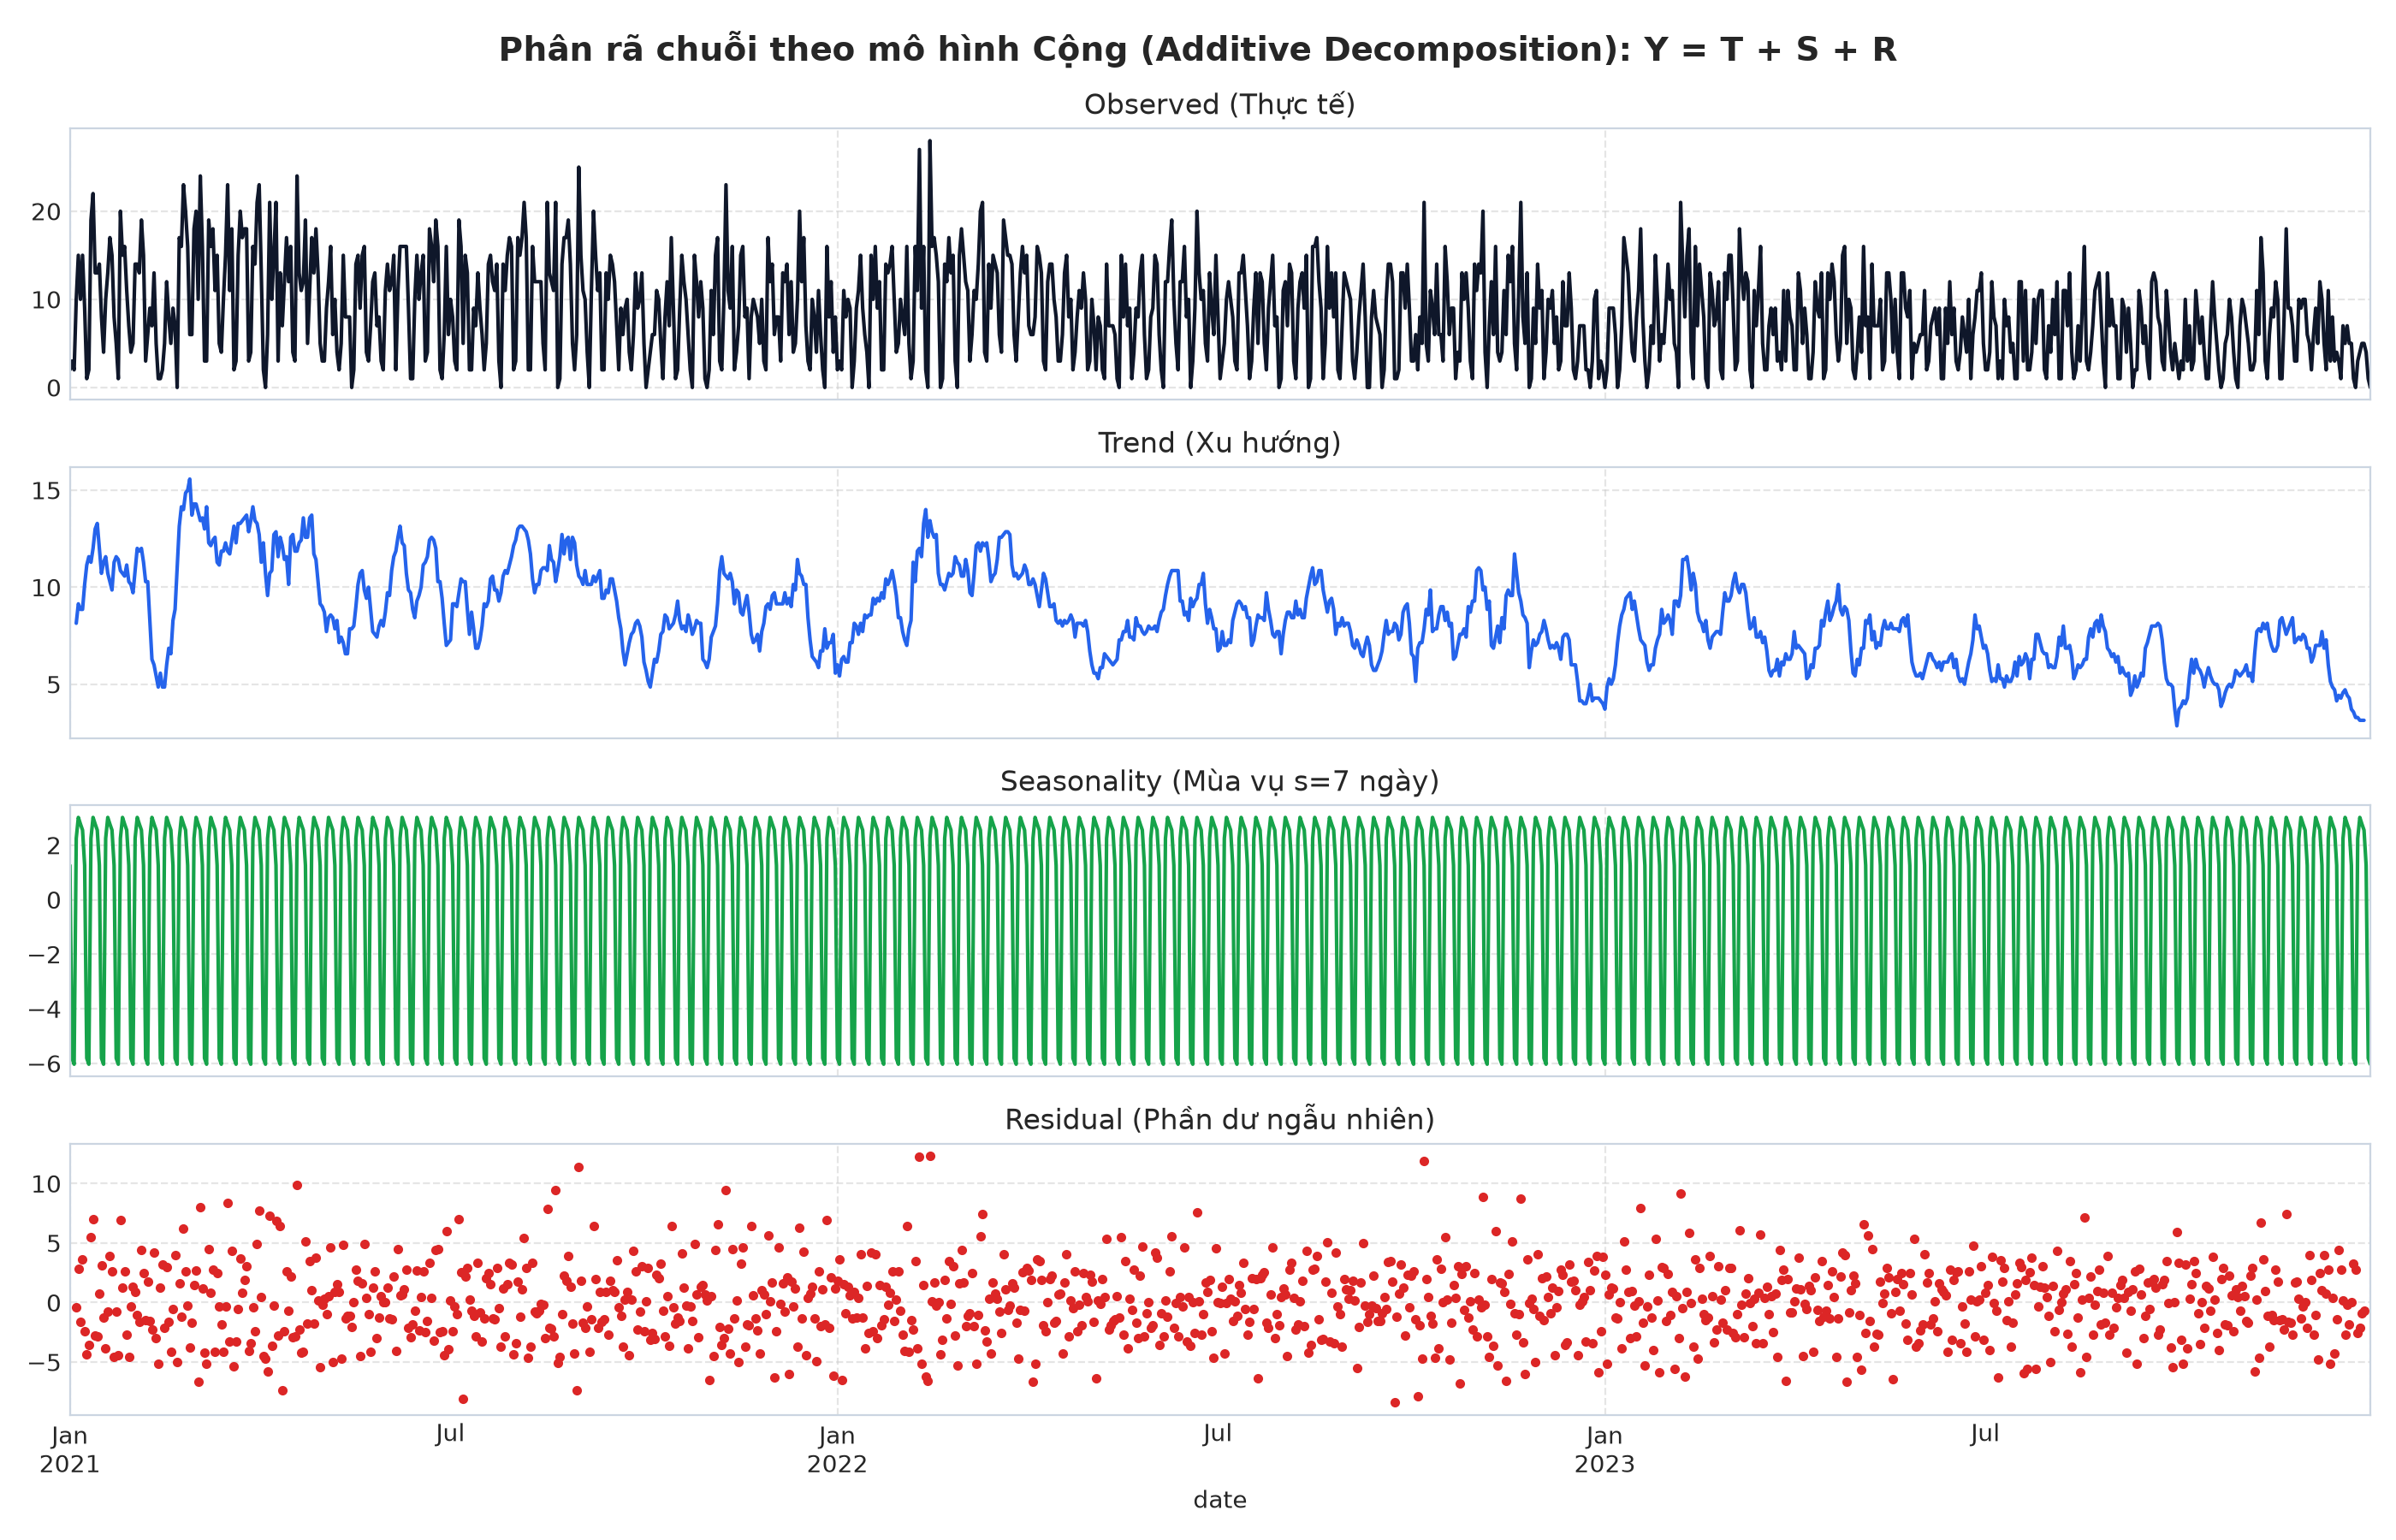 Phân rã chuỗi theo mô hình Cộng (Additive Decomposition): Y = T + S + R
Observed (Thực tế)
20
10
0
Trend (Xu hướng)
15
10
5
Seasonality (Mùa vụ s=7 ngày)
2
0
−2
−4
−6
Residual (Phần dư ngẫu nhiên)
10
5
0
−5
Jan Jul Jan Jul Jan Jul
2021 2022 2023
date